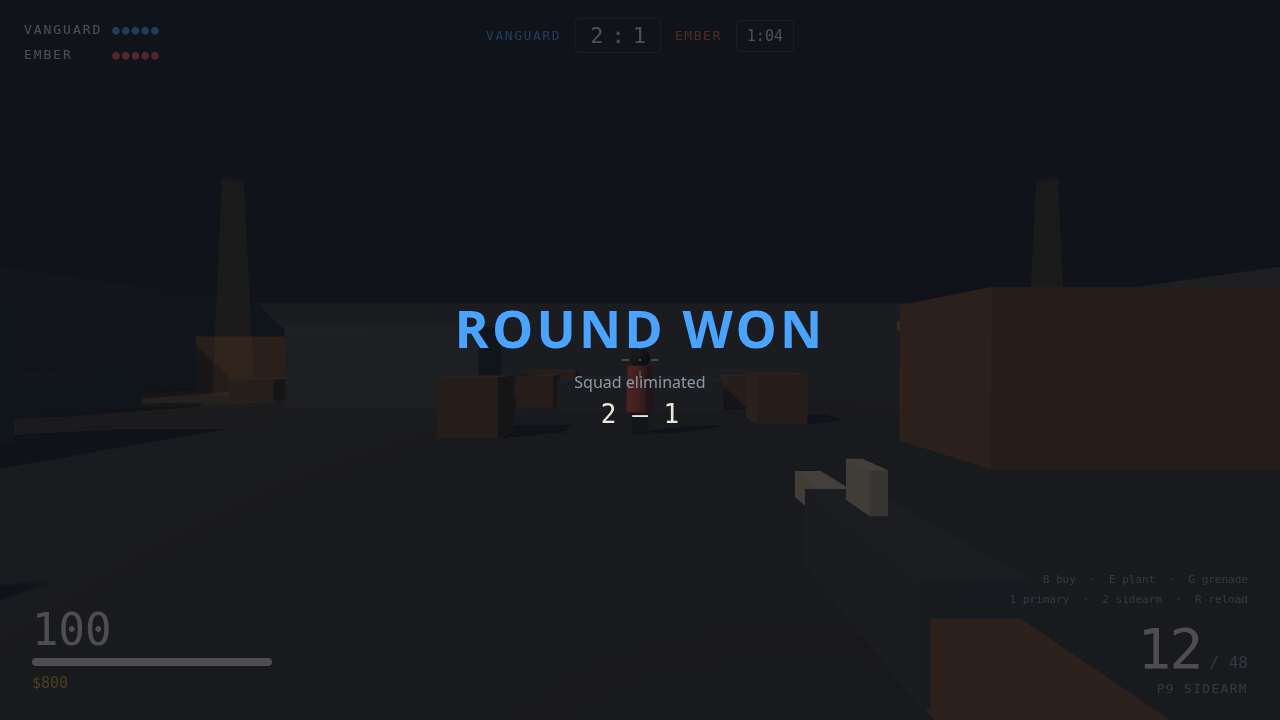 VANGUARD
EMBER
VANGUARD 2 : 1 EMBER 1:04
ROUND WON
Squad eliminated
2 — 1
B buy · E plant · G grenade
1 primary · 2 sidearm · R reload
100
$800
12 / 48
P9 SIDEARM